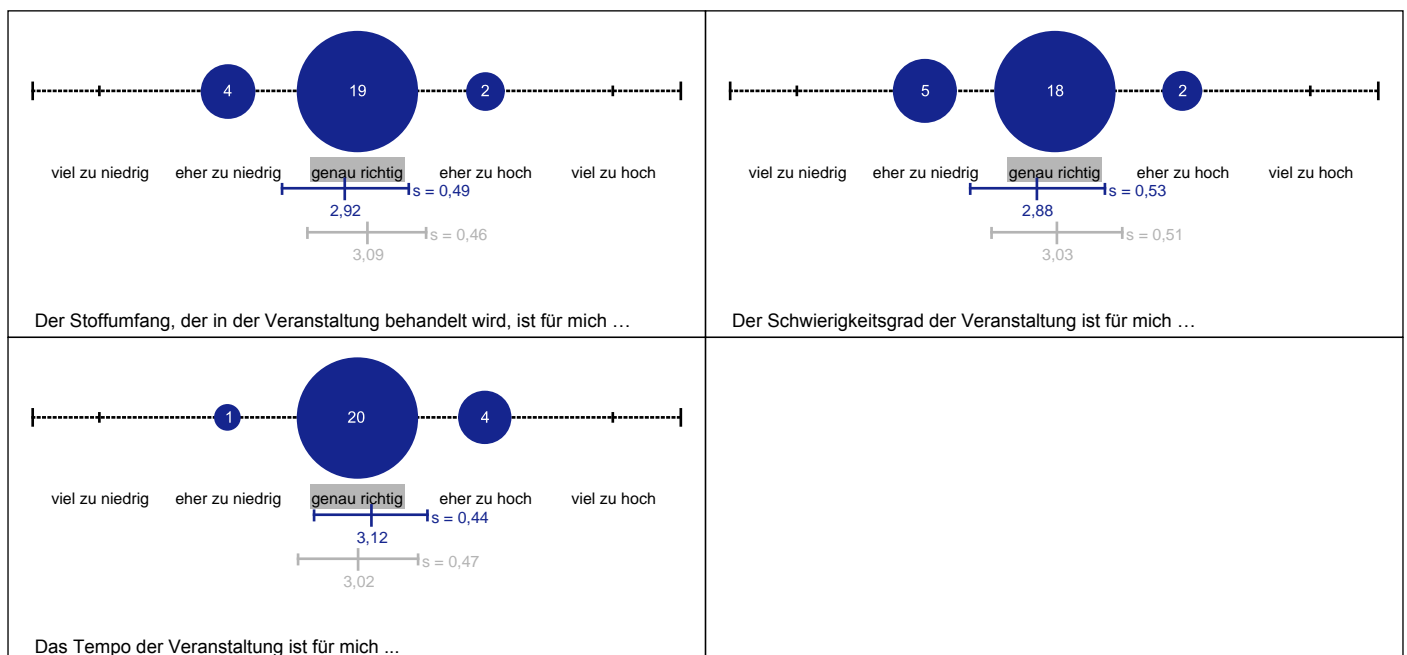 4 19 2
viel zu niedrig eher zu niedrig genau richtig eher zu hoch viel zu hoch
s = 0,49
2,92
s = 0,46
3,09
Der Stoffumfang, der in der Veranstaltung behandelt wird, ist für mich …
5 18 2
viel zu niedrig eher zu niedrig genau richtig eher zu hoch viel zu hoch
s = 0,53
2,88
s = 0,51
3,03
Der Schwierigkeitsgrad der Veranstaltung ist für mich …
1 20 4
viel zu niedrig eher zu niedrig genau richtig eher zu hoch viel zu hoch
s = 0,44
3,12
s = 0,47
3,02
Das Tempo der Veranstaltung ist für mich ...